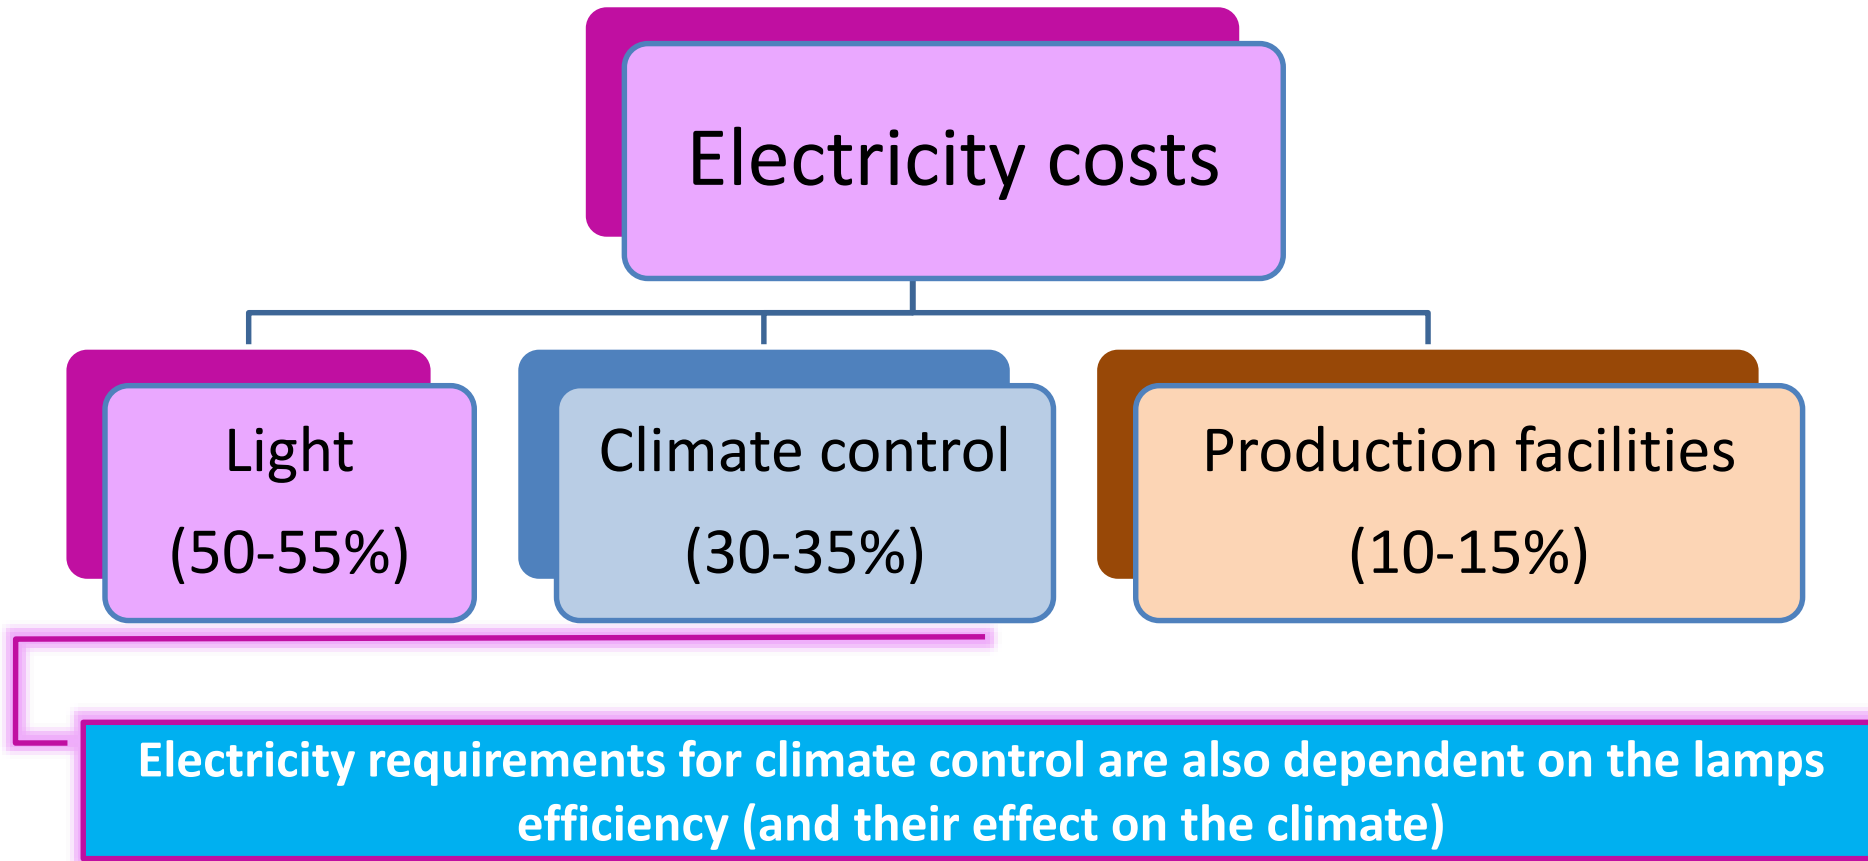 Electricity costs
Light
(50-55%)
Climate control
(30-35%)
Production facilities
(10-15%)
Electricity requirements for climate control are also dependent on the lamps
efficiency (and their effect on the climate)